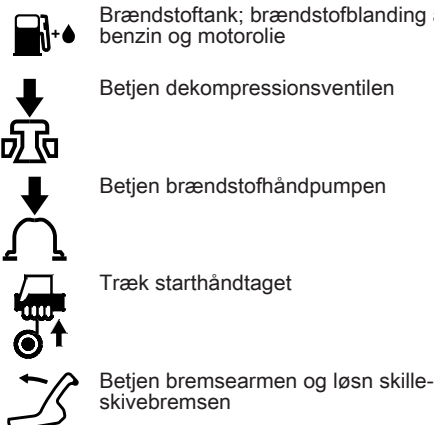 Brændstoftank; brændstofblanding
benzin og motorolie
Betjen dekompressionsventilen
Betjen brændstofhåndpumpen
Træk starthåndtaget
Betjen bremsearmen og løsn skille-
skivebremsen